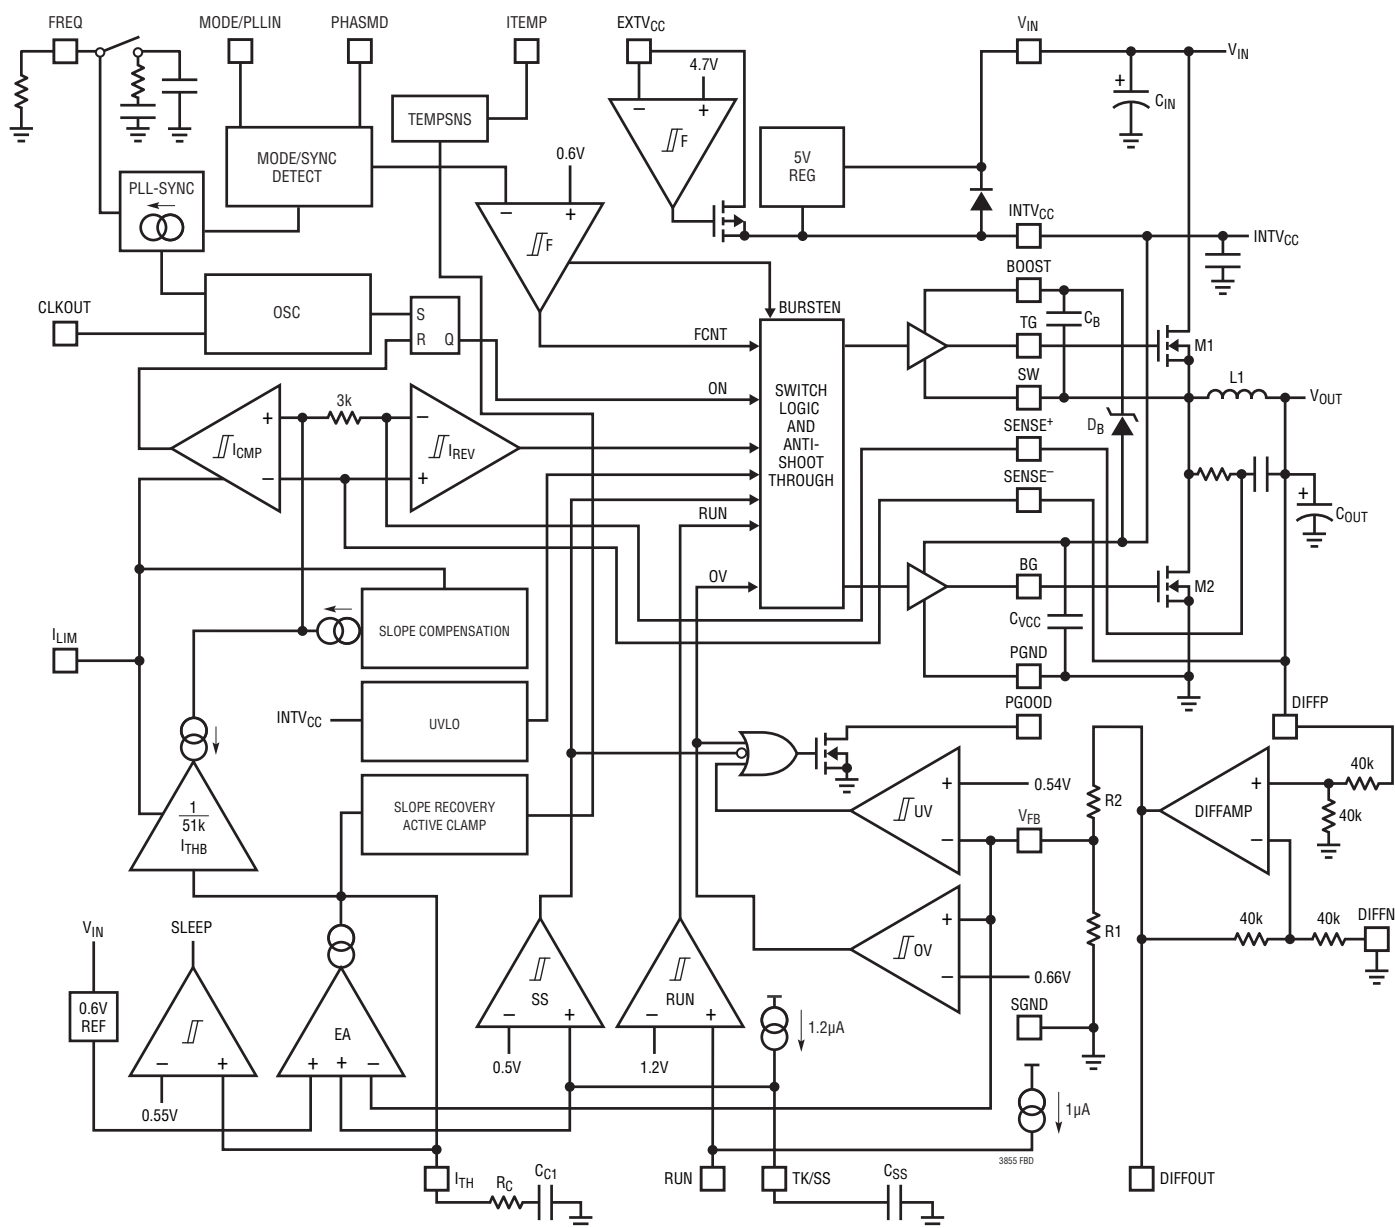 FREQ
MODE/PLLIN
PHASMD
ITEMP
EXTVCC
VIN
VIN
4.7V
+
CIN
TEMPSNS
− +
F
MODE/SYNC
DETECT
0.6V
5V
REG
PLL-SYNC
− +
F
INTVCC
INTVCC
BOOST
CLKOUT
OSC
S
R Q
BURSTEN
FCNT
TG
CB
M1
3k
ON
SWITCH
LOGIC
AND
ANTI-
SHOOT
THROUGH
SW
L1
VOUT
+
−
ICMP
−
+
IREV
SENSE+
DB
SENSE−
+
COUT
RUN
OV
BG
M2
CVCC
ILIM
SLOPE COMPENSATION
PGND
INTVCC
UVLO
PGOOD
DIFFP
40k
SLOPE RECOVERY
ACTIVE CLAMP
1
51k
ITHB
+
−
UV
0.54V
VFB
R2
DIFFAMP
+
−
40k
VIN
SLEEP
+
−
OV
0.66V
R1
40k
40k
DIFFN
0.6V
REF
− +
0.55V
EA
+ + −
SS
− +
0.5V
RUN
− +
1.2V
1.2µA
SGND
1µA
3855 FBD
ITH
RC
CC1
RUN
TK/SS
CSS
DIFFOUT